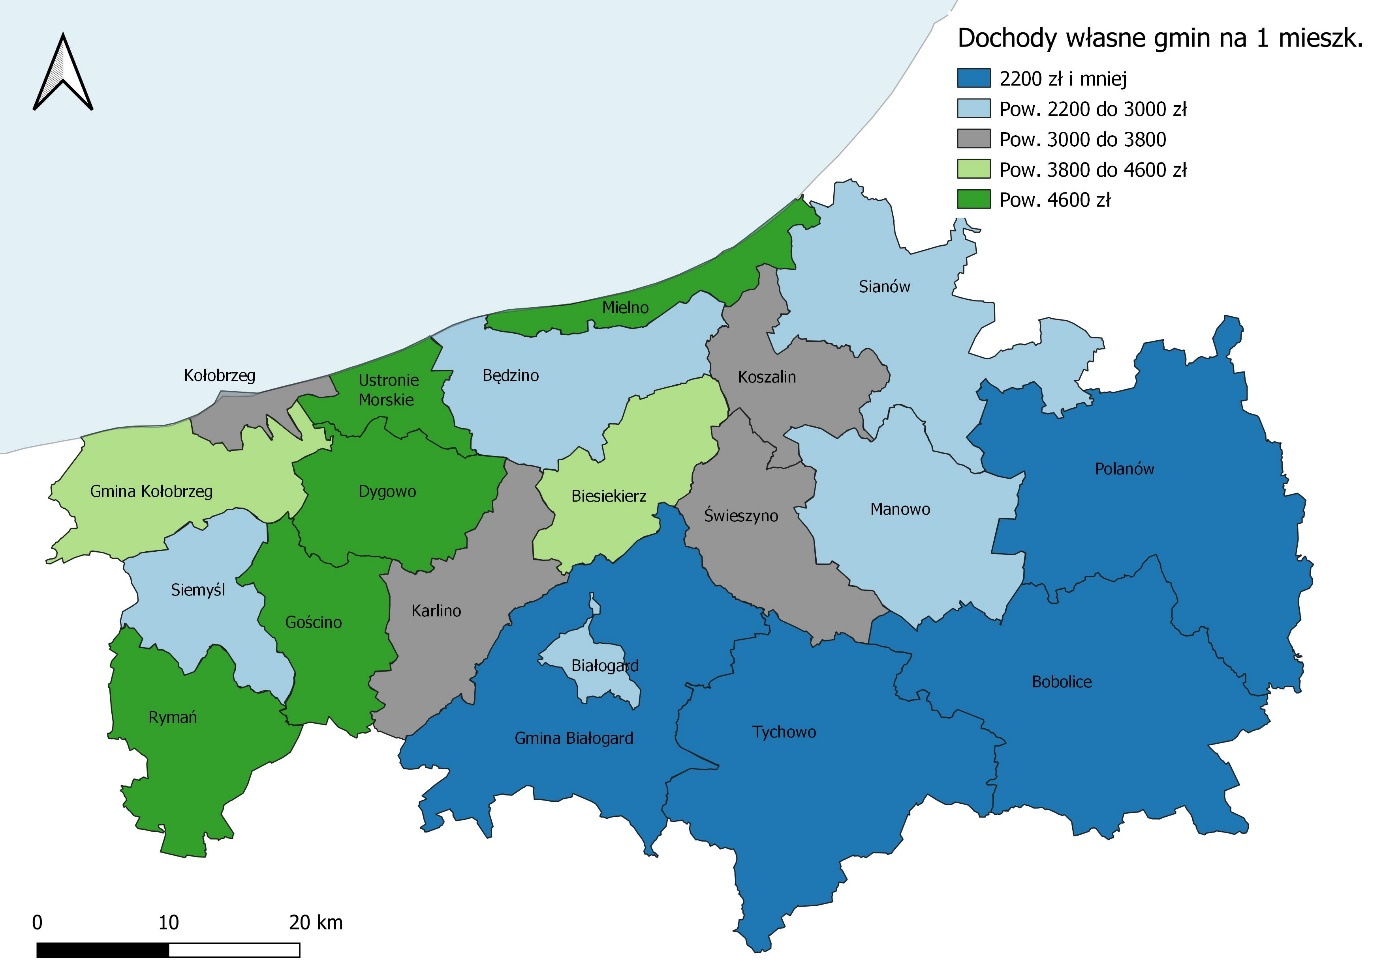 Dochody własne gmin na 1 mieszk.
2200 zł i mniej
Pow. 2200 do 3000 zł
Pow. 3000 do 3800
Pow. 3800 do 4600 zł
Pow. 4600 zł
Sianów
Mielno
Kołobrzeg
Ustronie
Morskie
Będzino
Koszalin
Polanów
Gmina Kołobrzeg
Dygowo
Biesiekierz
Świeszyno
Manowo
Siemyśl
Gościno
Karlino
Białogard
Bobolice
Rymań
Gmina Białogard
Tychowo
0 10 20 km